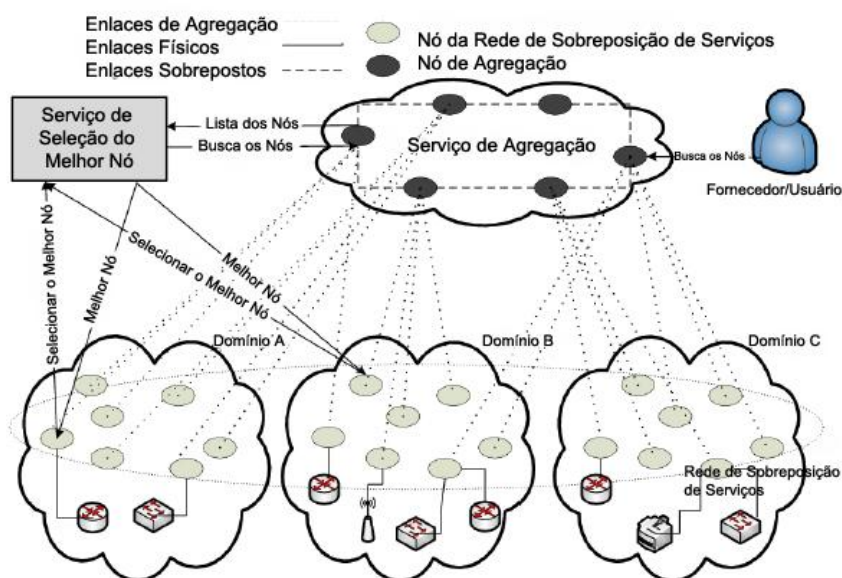 Enlaces de Agregação
Enlaces Físicos
Enlaces Sobrepostos
Nó da Rede de Sobreposição de Serviços
Nó de Agregação
Serviço de
Seleção do
Melhor Nó
Lista dos Nós
Busca os Nós
Serviço de Agregação
Busca os Nós
Fornecedor/Usuário
Selecionar o Melhor Nó
Melhor Nó
Selecionar o Melhor Nó
Melhor Nó
Domínio A
Domínio B
Domínio C
Rede de Sobreposição
de Serviços